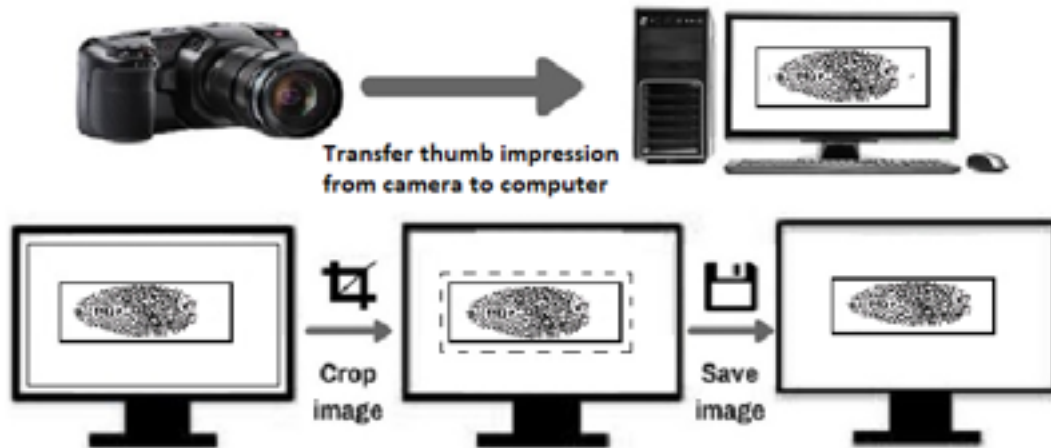 Transfer thumb impression
from camera to computer
Crop
image
Save
image